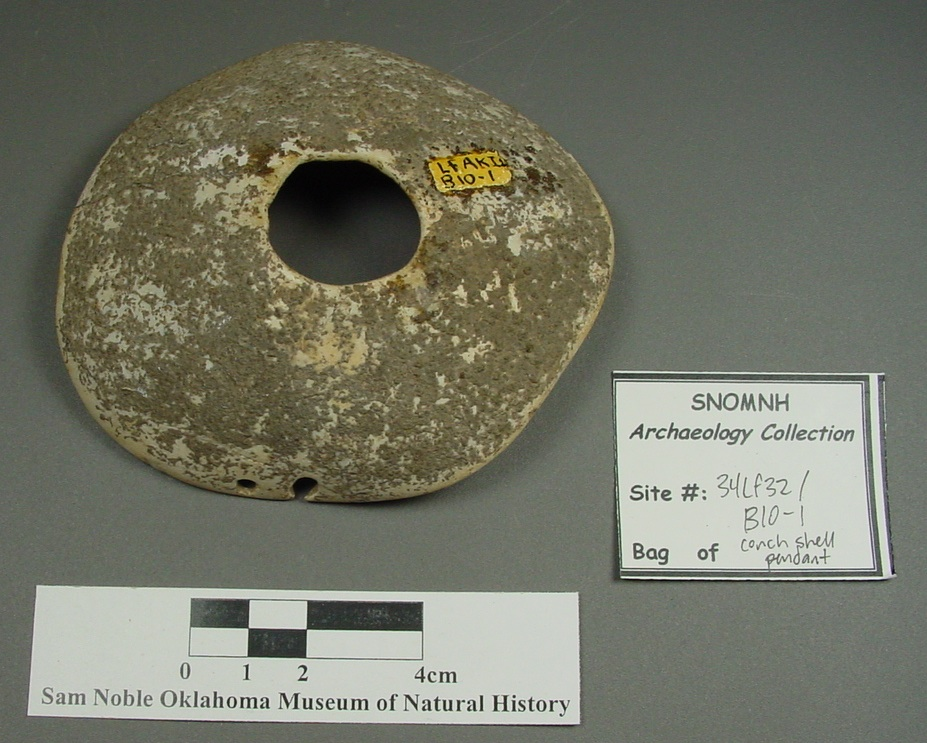 LfAKI
B10-1
SNOMNH
Archaeology Collection
Site #: 34Lf32/
B10-1
Bag of conch shell
pendant
0 1 2 4cm
Sam Noble Oklahoma Museum of Natural History